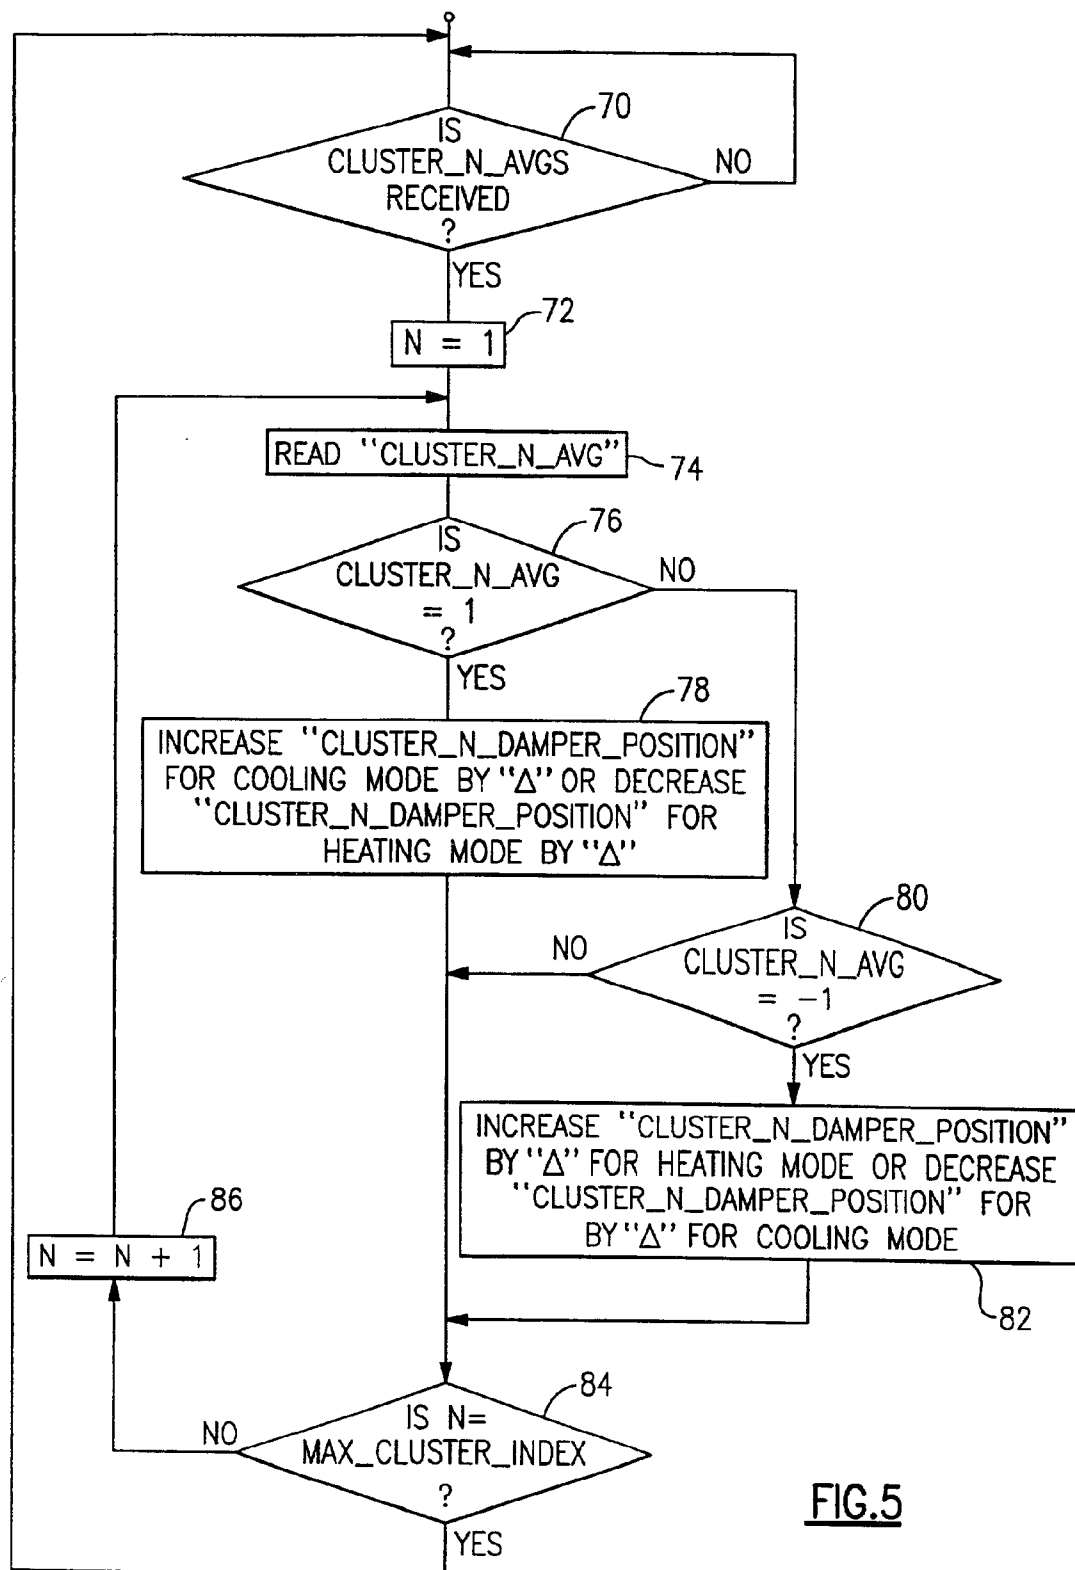 70
IS
CLUSTER_N_AVGS
RECEIVED
?
NO
YES
72
N = 1
READ "CLUSTER_N_AVG"
74
76
IS
CLUSTER_N_AVG
= 1
?
NO
YES
78
INCREASE "CLUSTER_N_DAMPER_POSITION"
FOR COOLING MODE BY "Δ" OR DECREASE
"CLUSTER_N_DAMPER_POSITION" FOR
HEATING MODE BY "Δ"
80
IS
CLUSTER_N_AVG
= -1
?
NO
YES
INCREASE "CLUSTER_N_DAMPER_POSITION"
BY "Δ" FOR HEATING MODE OR DECREASE
"CLUSTER_N_DAMPER_POSITION" FOR
BY "Δ" FOR COOLING MODE
82
86
N = N + 1
84
IS N=
MAX_CLUSTER_INDEX
?
NO
YES
FIG.5